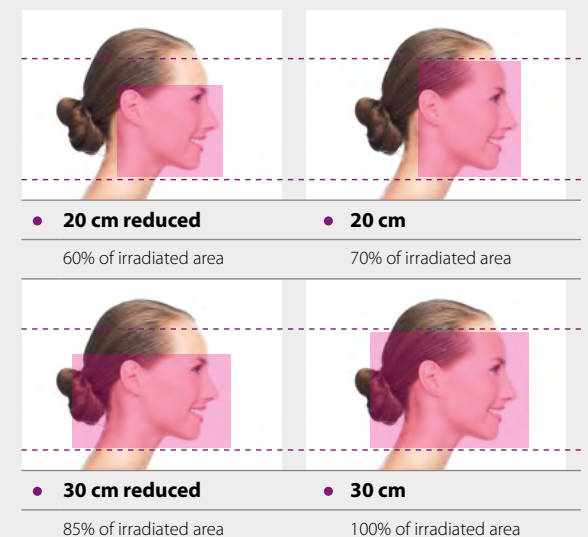 20 cm reduced
20 cm
60% of irradiated area
70% of irradiated area
30 cm reduced
30 cm
85% of irradiated area
100% of irradiated area